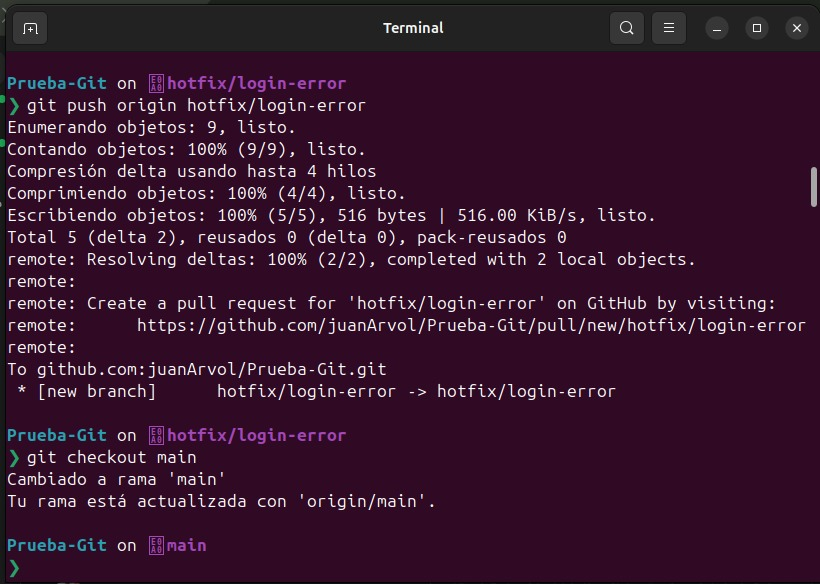 Terminal
Prueba-Git on hotfix/login-error
❯ git push origin hotfix/login-error
Enumerando objetos: 9, listo.
Contando objetos: 100% (9/9), listo.
Compresión delta usando hasta 4 hilos
Comprimiendo objetos: 100% (4/4), listo.
Escribiendo objetos: 100% (5/5), 516 bytes | 516.00 KiB/s, listo.
Total 5 (delta 2), reusados 0 (delta 0), pack-reusados 0
remote: Resolving deltas: 100% (2/2), completed with 2 local objects.
remote:
remote: Create a pull request for 'hotfix/login-error' on GitHub by visiting:
remote:      https://github.com/juanArvol/Prueba-Git/pull/new/hotfix/login-error
remote:
To github.com:juanArvol/Prueba-Git.git
 * [new branch]      hotfix/login-error -> hotfix/login-error
Prueba-Git on hotfix/login-error
❯ git checkout main
Cambiado a rama 'main'
Tu rama está actualizada con 'origin/main'.
Prueba-Git on main
❯